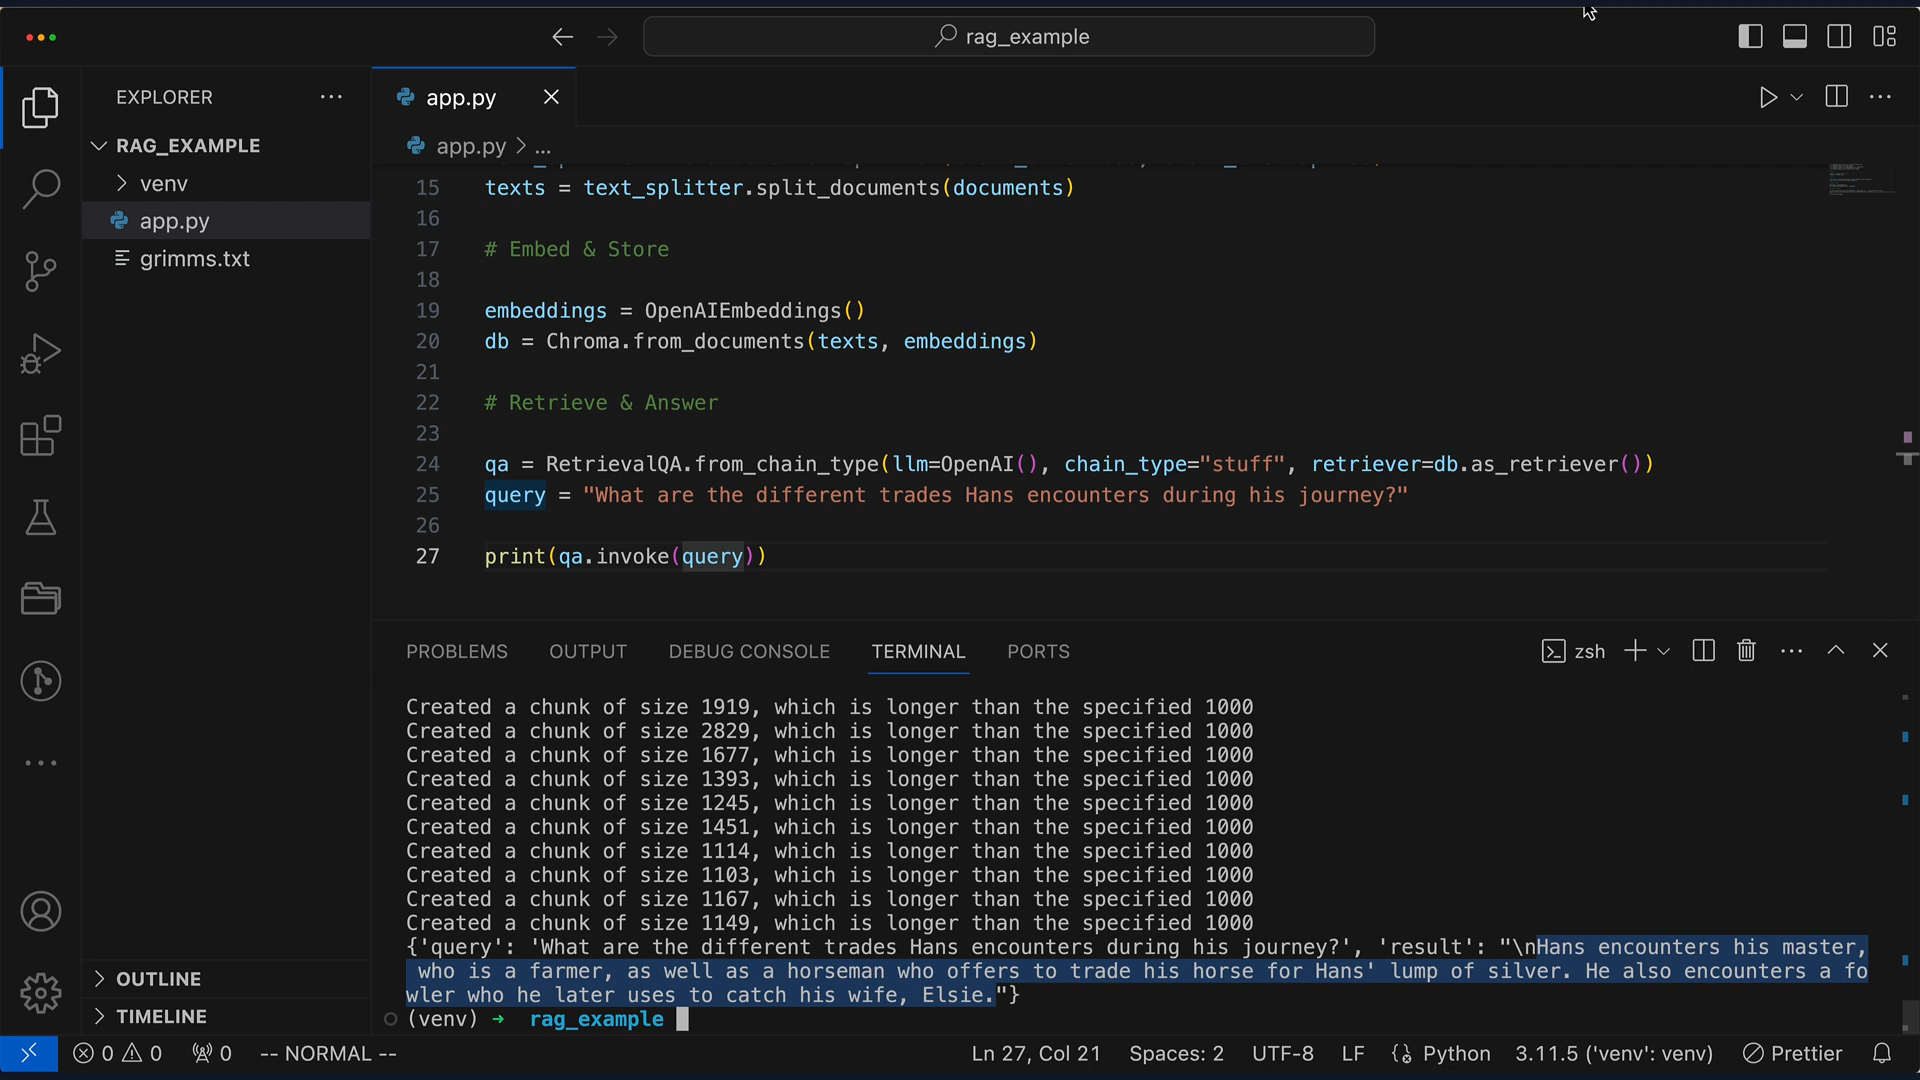 rag_example
EXPLORER
RAG_EXAMPLE
venv
app.py
grimms.txt
OUTLINE
TIMELINE
app.py
app.py > ...
15 texts = text_splitter.split_documents(documents)
16
17 # Embed & Store
18
19 embeddings = OpenAIEmbeddings()
20 db = Chroma.from_documents(texts, embeddings)
21
22 # Retrieve & Answer
23
24 qa = RetrievalQA.from_chain_type(llm=OpenAI(), chain_type="stuff", retriever=db.as_retriever())
25 query = "What are the different trades Hans encounters during his journey?"
26
27 print(qa.invoke(query))
PROBLEMS OUTPUT DEBUG CONSOLE TERMINAL PORTS
zsh
Created a chunk of size 1919, which is longer than the specified 1000
Created a chunk of size 2829, which is longer than the specified 1000
Created a chunk of size 1677, which is longer than the specified 1000
Created a chunk of size 1393, which is longer than the specified 1000
Created a chunk of size 1245, which is longer than the specified 1000
Created a chunk of size 1451, which is longer than the specified 1000
Created a chunk of size 1114, which is longer than the specified 1000
Created a chunk of size 1103, which is longer than the specified 1000
Created a chunk of size 1167, which is longer than the specified 1000
Created a chunk of size 1149, which is longer than the specified 1000
{'query': 'What are the different trades Hans encounters during his journey?', 'result': "\nHans encounters his master,
who is a farmer, as well as a horseman who offers to trade his horse for Hans' lump of silver. He also encounters a fo
wler who he later uses to catch his wife, Elsie."}
(venv) → rag_example
0 0 0 -- NORMAL -- Ln 27, Col 21 Spaces: 2 UTF-8 LF Python 3.11.5 ('venv': venv) Prettier